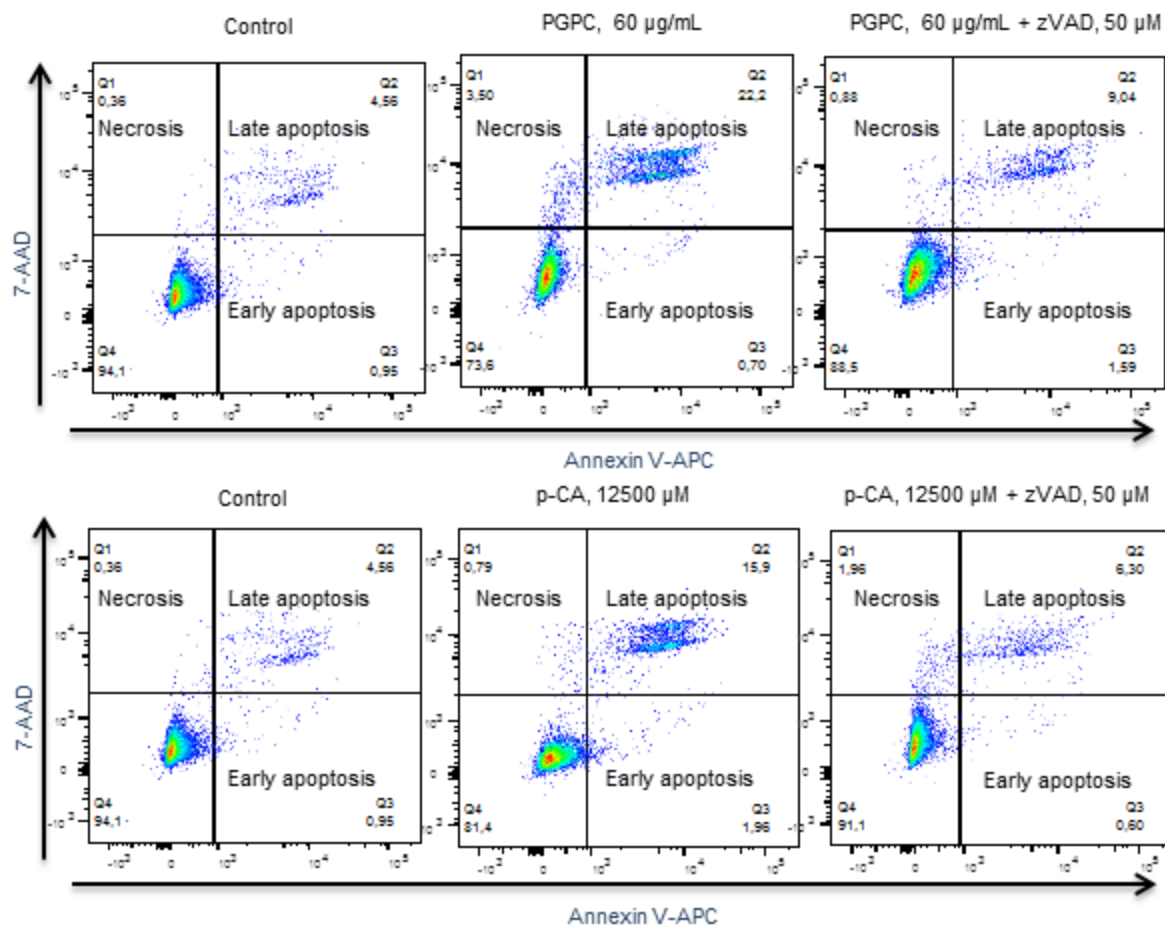 Control
PGPC, 60 µg/mL
PGPC, 60 µg/mL + zVAD, 50 µM
7-AAD
Q1
0,36
Q2
4,56
Necrosis
Late apoptosis
Early apoptosis
Q4
94,1
Q3
0,95
Q1
3,50
Q2
22,2
Necrosis
Late apoptosis
Early apoptosis
Q4
73,6
Q3
0,70
Q1
0,88
Q2
9,04
Necrosis
Late apoptosis
Early apoptosis
Q4
88,5
Q3
1,59
Annexin V-APC
Control
p-CA, 12500 µM
p-CA, 12500 µM + zVAD, 50 µM
7-AAD
Q1
0,36
Q2
4,56
Necrosis
Late apoptosis
Early apoptosis
Q4
94,1
Q3
0,95
Q1
0,79
Q2
15,9
Necrosis
Late apoptosis
Early apoptosis
Q4
81,4
Q3
1,96
Q1
1,96
Q2
6,30
Necrosis
Late apoptosis
Early apoptosis
Q4
91,1
Q3
0,60
Annexin V-APC